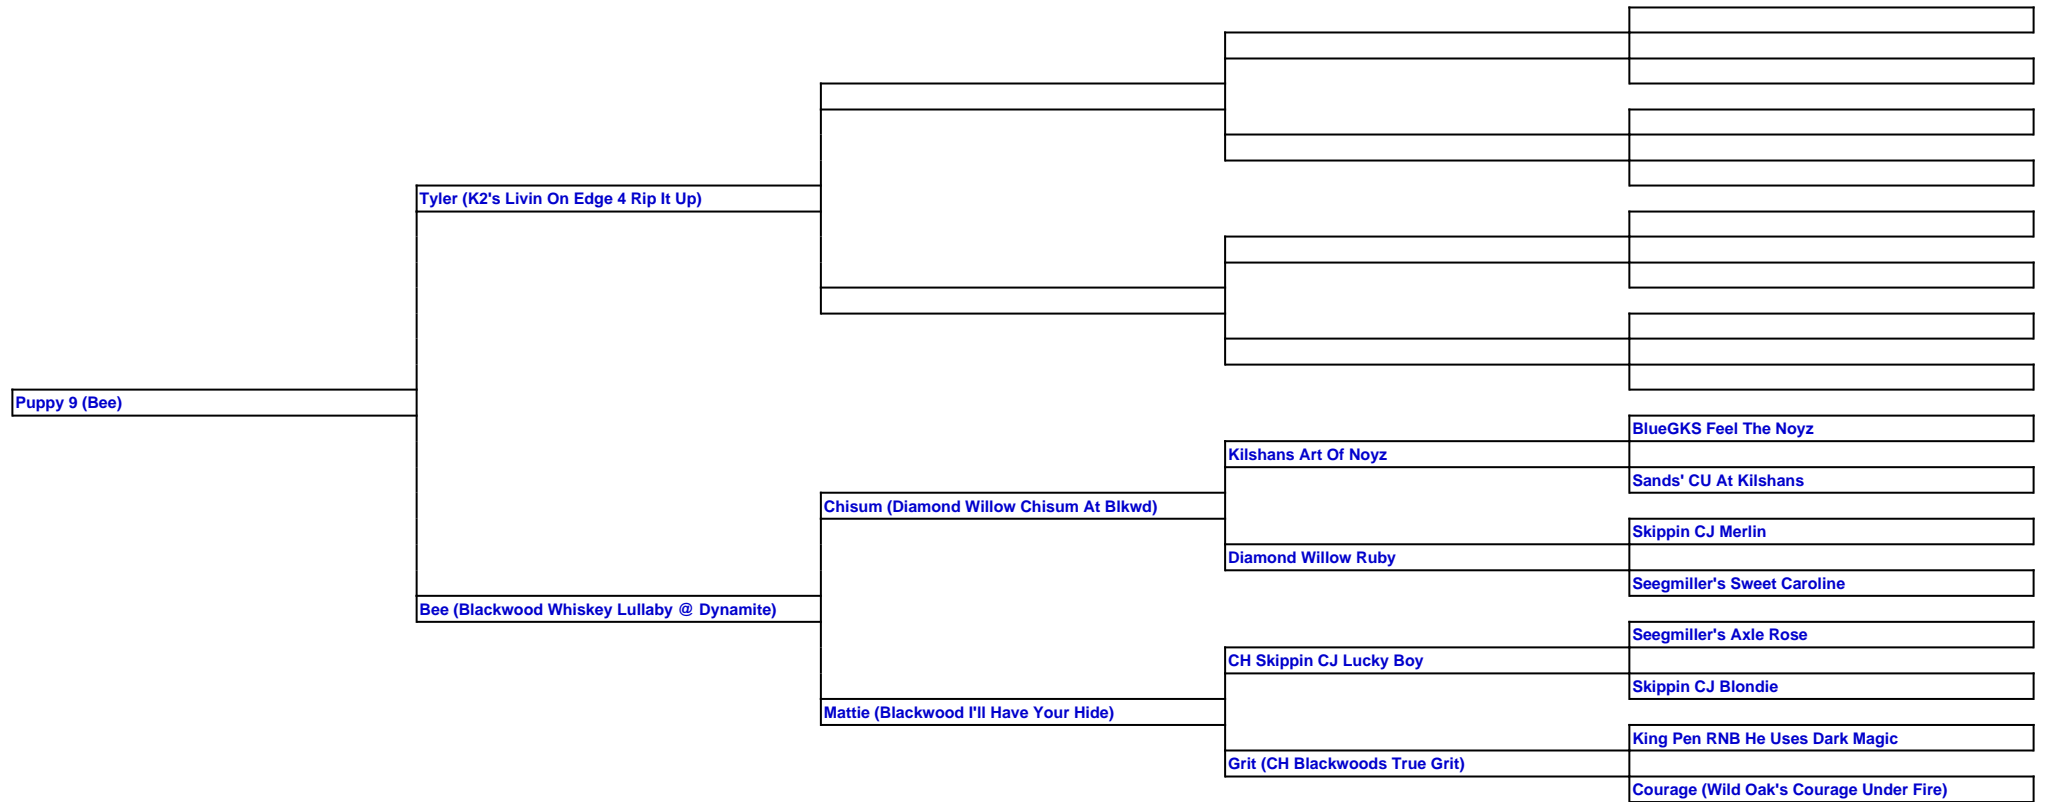 Tyler (K2's Livin On Edge 4 Rip It Up)
Puppy 9 (Bee)
BlueGKS Feel The Noyz
Kilshans Art Of Noyz
Sands' CU At Kilshans
Chisum (Diamond Willow Chisum At Blkwd)
Skippin CJ Merlin
Diamond Willow Ruby
Seegmiller's Sweet Caroline
Bee (Blackwood Whiskey Lullaby @ Dynamite)
Seegmiller's Axle Rose
CH Skippin CJ Lucky Boy
Skippin CJ Blondie
Mattie (Blackwood I'll Have Your Hide)
King Pen RNB He Uses Dark Magic
Grit (CH Blackwoods True Grit)
Courage (Wild Oak's Courage Under Fire)